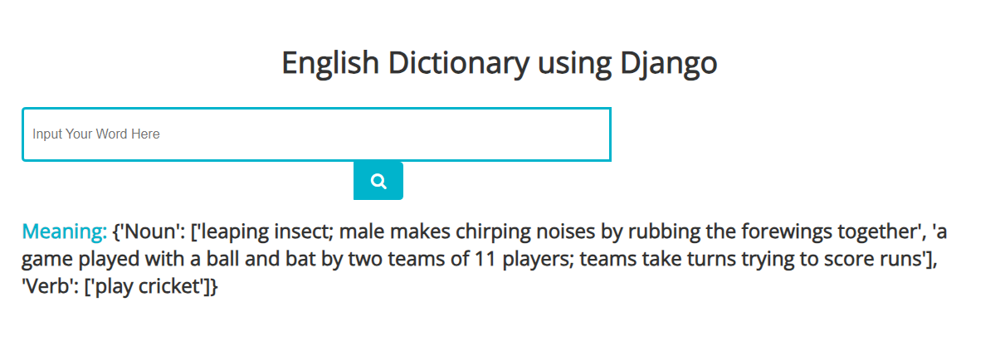 English Dictionary using Django
Input Your Word Here
Meaning: {'Noun': ['leaping insect; male makes chirping noises by rubbing the forewings together', 'a
game played with a ball and bat by two teams of 11 players; teams take turns trying to score runs'],
'Verb': ['play cricket']}